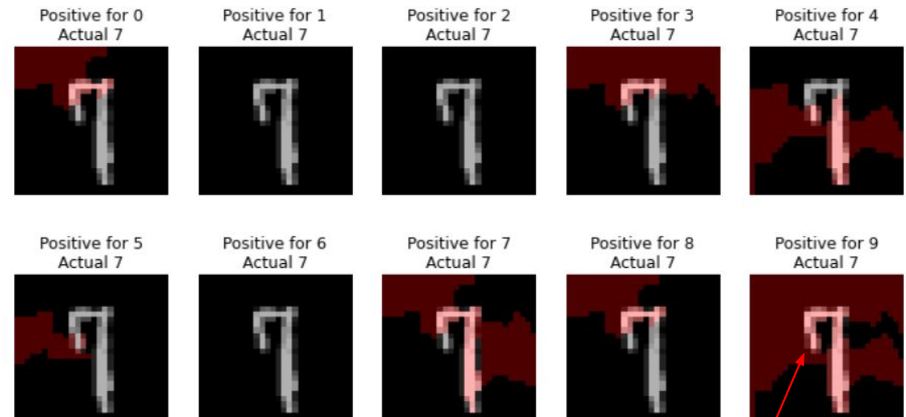 Positive for 0
Actual 7
Positive for 1
Actual 7
Positive for 2
Actual 7
Positive for 3
Actual 7
Positive for 4
Actual 7
Positive for 5
Actual 7
Positive for 6
Actual 7
Positive for 7
Actual 7
Positive for 8
Actual 7
Positive for 9
Actual 7